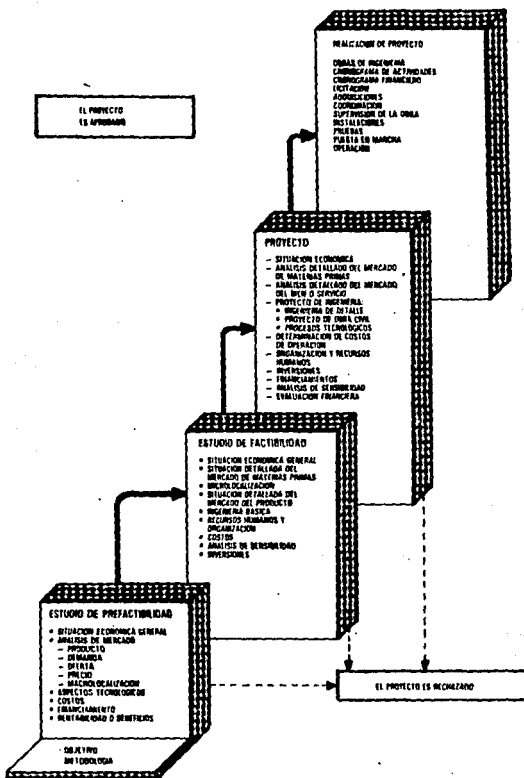 REALIZACION DE PROYECTO
OBRAS DE INGENIERIA
CRONOGRAMA DE ACTIVIDADES
CRONOGRAMA FINANCIERO
LICITACION
ADQUISICIONES
COORDINACION
SUPERVISION DE LA OBRA
INSTALACIONES
PRUEBAS
PUESTA EN MARCHA
OPERACION
EL PROYECTO
ES APROBADO
PROYECTO
– SITUACION ECONOMICA
– ANALISIS DETALLADO DEL MERCADO
DE MATERIAS PRIMAS
– ANALISIS DETALLADO DEL MERCADO
DEL BIEN O SERVICIO
– PROYECTO DE INGENIERIA:
• INGENIERIA DE DETALLE
• PROYECTO DE OBRA CIVIL
• PROCESOS TECNOLOGICOS
– DETERMINACION DE COSTOS
DE OPERACION
– ORGANIZACION Y RECURSOS
HUMANOS
– INVERSIONES
– FINANCIAMIENTOS
– ANALISIS DE SENSIBILIDAD
– EVALUACION FINANCIERA
ESTUDIO DE FACTIBILIDAD
• SITUACION ECONOMICA GENERAL
• SITUACION DETALLADA DEL
MERCADO DE MATERIAS PRIMAS
• MICROLOCALIZACION
• SITUACION DETALLADA DEL
MERCADO DEL PRODUCTO
• INGENIERIA BASICA
• RECURSOS HUMANOS Y
ORGANIZACION
• COSTOS
• ANALISIS DE SENSIBILIDAD
• INVERSIONES
ESTUDIO DE PREFACTIBILIDAD
• SITUACION ECONOMICA GENERAL
• ANALISIS DE MERCADO
– PRODUCTO
– DEMANDA
– OFERTA
– PRECIO
– MACROLOCALIZACION
• ASPECTOS TECNOLOGICOS
• COSTOS
• FINANCIAMIENTO
• RENTABILIDAD O BENEFICIOS
EL PROYECTO ES RECHAZADO
· OBJETIVO
METODOLOGIA